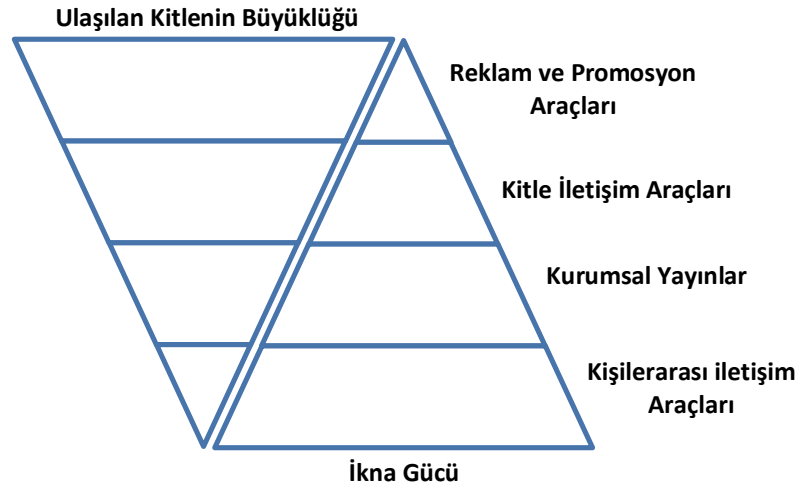 Ulaşılan Kitlenin Büyüklüğü
Reklam ve Promosyon
Araçları
Kitle İletişim Araçları
Kurumsal Yayınlar
Kişilerarası iletişim
Araçları
İkna Gücü